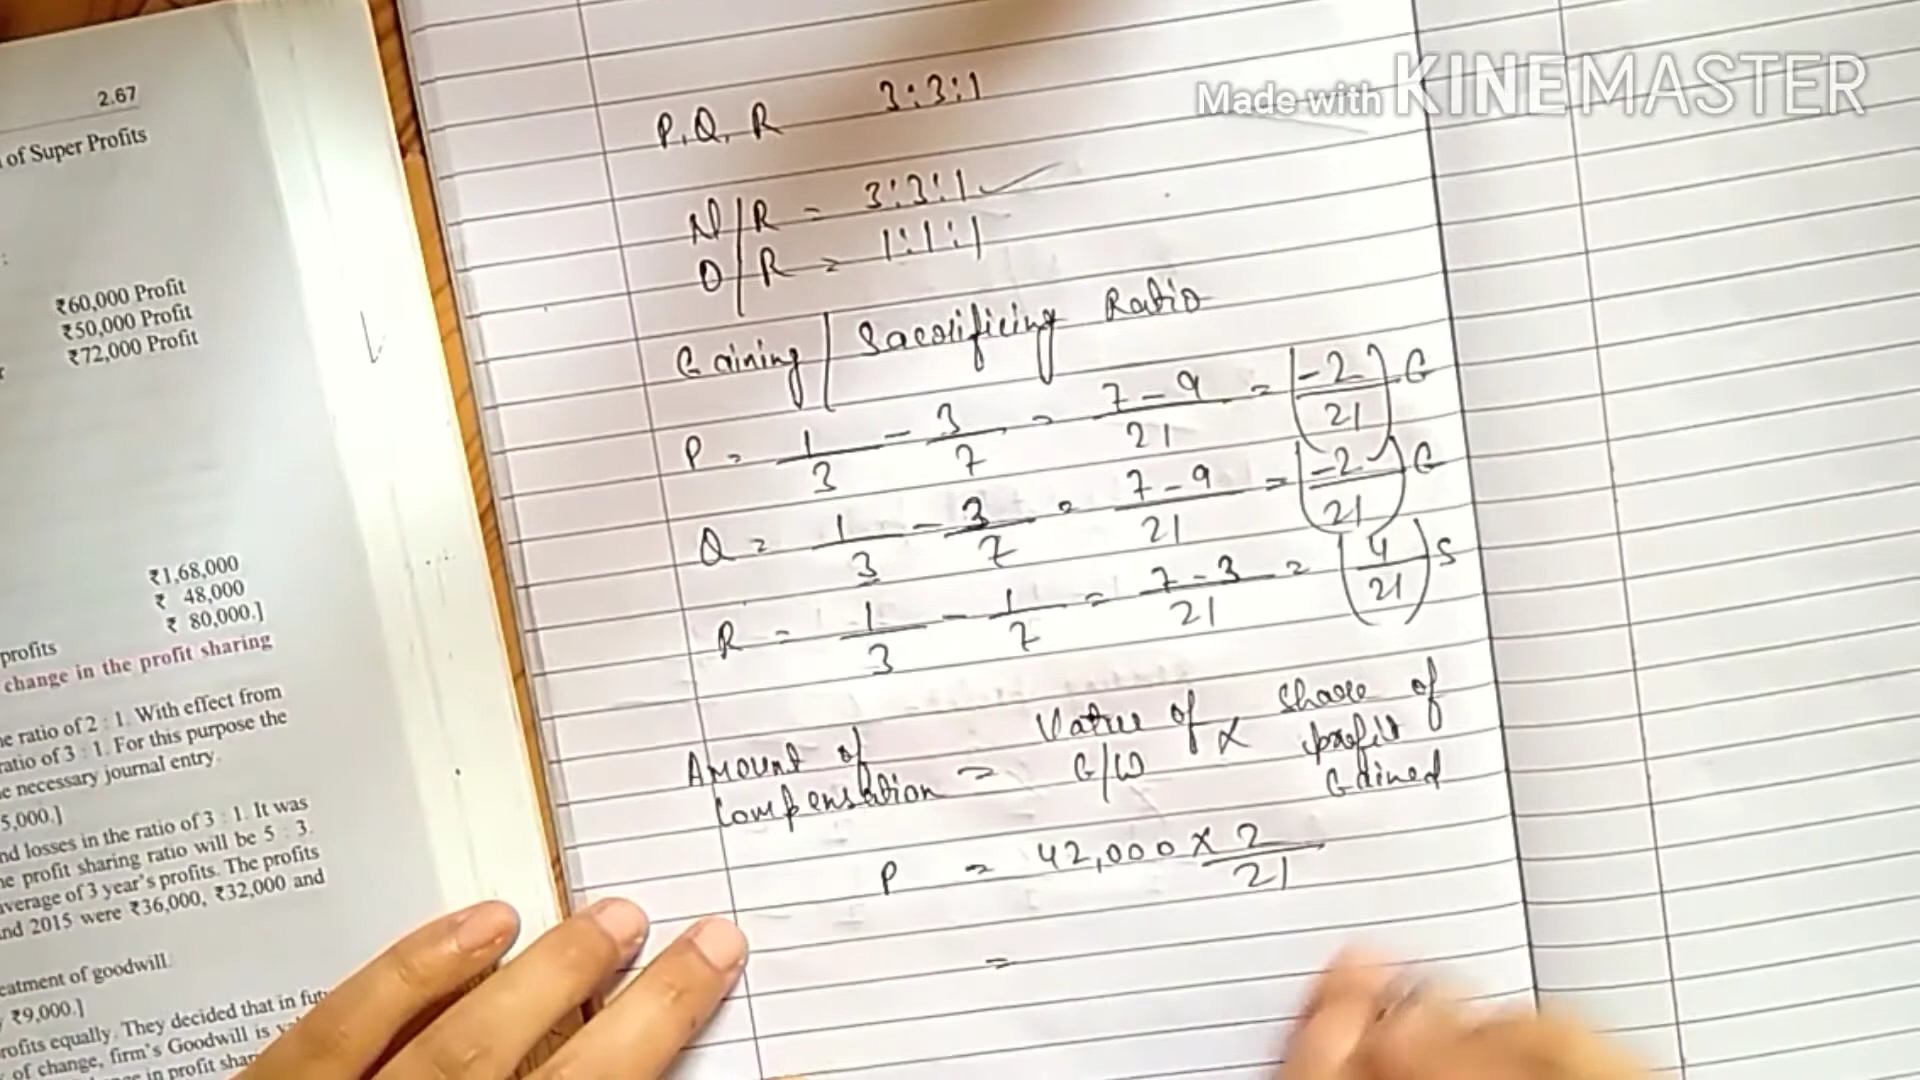 2.67
of Super Profits
:
₹60,000 Profit
₹50,000 Profit
₹72,000 Profit
₹1,68,000
₹ 48,000
₹ 80,000.]
profits
change in the profit sharing
ratio of 2 : 1. With effect from
ratio of 3 : 1. For this purpose the
necessary journal entry.
5,000.]
losses in the ratio of 3 : 1. It was
profit sharing ratio will be 5 : 3.
average of 3 year's profits. The profits
2015 were ₹36,000, ₹32,000 and
eatment of goodwill.
₹9,000.]
rofits equally. They decided that in
of change, firm's Goodwill is
in profit
Made with KINEMASTER
P, Q, R 3:3:1
N/R = 3:3:1 ✓
O/R = 1:1:1
Gaining / Sacrificing Ratio
P = 1/3 - 3/7 = 7-9/21 = (-2/21) G
Q = 1/3 - 3/7 = 7-9/21 = (-2/21) G
R = 1/3 - 1/7 = 7-3/21 = (4/21) S
Amount of Compensation = Value of G/W × Share of profit of Gained
P = 42,000 × 2/21
=